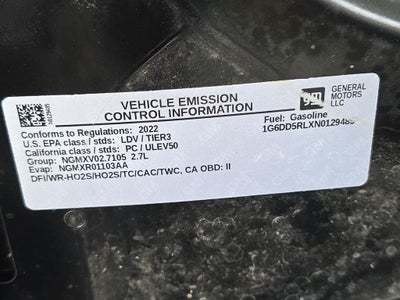 VEHICLE EMISSION
CONTROL INFORMATION
gm
GENERAL
MOTORS
LLC
Conforms to Regulations: 2022
Fuel: Gasoline
U.S. EPA class / stds: LDV / TIER3
California class / stds: PC / ULEV50
Group: NGMXV02.7105 2.7L
Evap: NGMXR01103AA
DFI/WR-HO2S/HO2S/TC/CAC/TWC, CA OBD: II